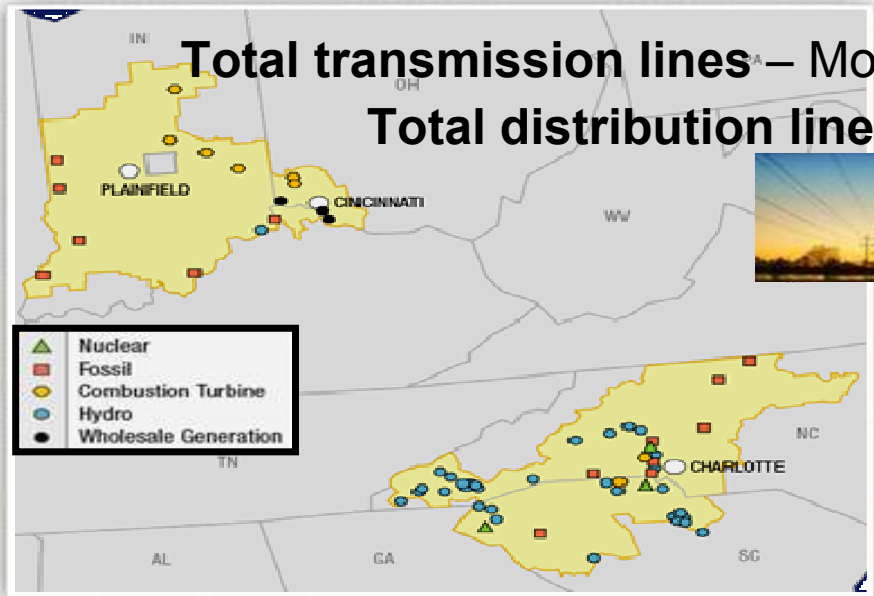 IN
Total transmission lines – Mo
PA
OH
Total distribution line
PLAINFIELD
CINCINNATI
WV
Nuclear
Fossil
Combustion Turbine
Hydro
Wholesale Generation
TN
NC
CHARLOTTE
AL
GA
SC